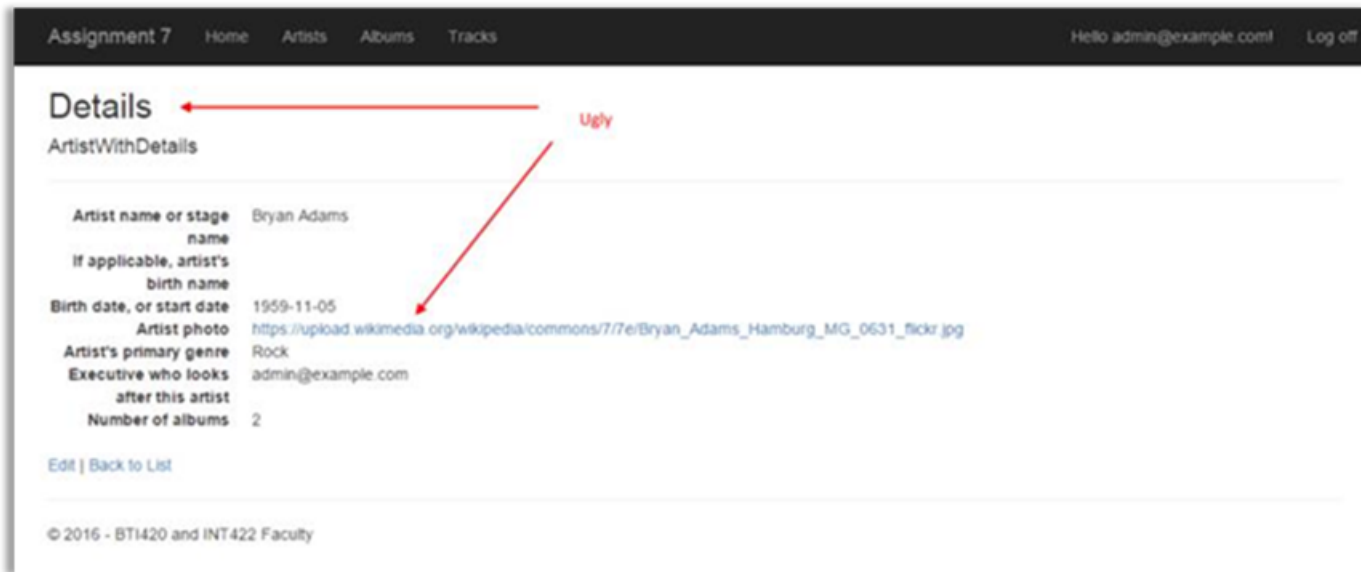 Assignment 7 Home Artists Albums Tracks Hello admin@example.com! Log off
Details
Ugly
ArtistWithDetails
Artist name or stage Bryan Adams
name
If applicable, artist's
birth name
Birth date, or start date 1959-11-05
Artist photo https://upload.wikimedia.org/wikipedia/commons/7/7e/Bryan_Adams_Hamburg_MG_0631_flickr.jpg
Artist's primary genre Rock
Executive who looks admin@example.com
after this artist
Number of albums 2
Edit | Back to List
© 2016 - BTI420 and INT422 Faculty